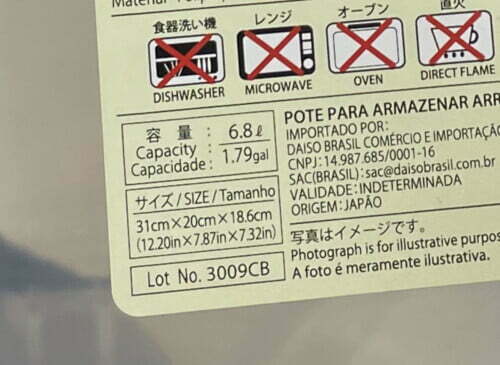 食器洗い機
DISHWASHER
レンジ
MICROWAVE
オーブン
OVEN
直火
DIRECT FLAME
容 量 : 6.8ℓ
Capacity :
Capacidade: 1.79gal
サイズ / SIZE / Tamanho
31cm×20cm×18.6cm
(12.20in×7.87in×7.32in)
Lot No. 3009CB
POTE PARA ARMAZENAR
IMPORTADO POR:
DAISO BRASIL COMÉRCIO E IMPORTAÇÃ
CNPJ: 14.987.685/0001-16
SAC(BRASIL): sac@daisobrasil.com.br
VALIDADE: INDETERMINADA
ORIGEM: JAPÃO
写真はイメージです。
Photograph is for illustrative
A foto é meramente ilustrativa.